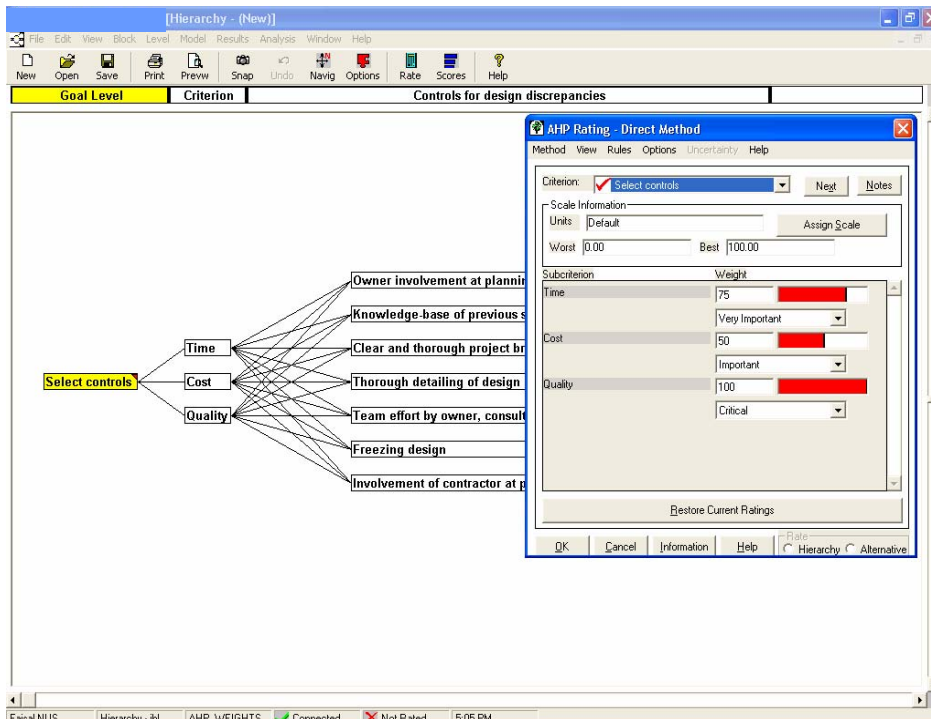 [Hierarchy - (New)]
File Edit View Block Level Model Results Analysis Window Help
New Open Save Print Prevw Snap Undo Navig Options Rate Scores Help
Goal Level Criterion Controls for design discrepancies
AHP Rating - Direct Method
Method View Rules Options Uncertainty Help
Criterion: Select controls Next Notes
Scale Information
Units Default Assign Scale
Worst 0.00 Best 100.00
Subcriterion Weight
Time 75
Very Important
Cost 50
Important
Quality 100
Critical
Restore Current Ratings
OK Cancel Information Help Rate Hierarchy Alternative
Owner involvement at
Knowledge-base of previous
Clear and thorough project
Thorough detailing of design
Team effort by owner,
Freezing design
Involvement of contractor at
Time
Select controls Cost
Quality
Faisal NUS Hierarchy - AHP WEIGHTS Connected Not Rated 5:05 PM